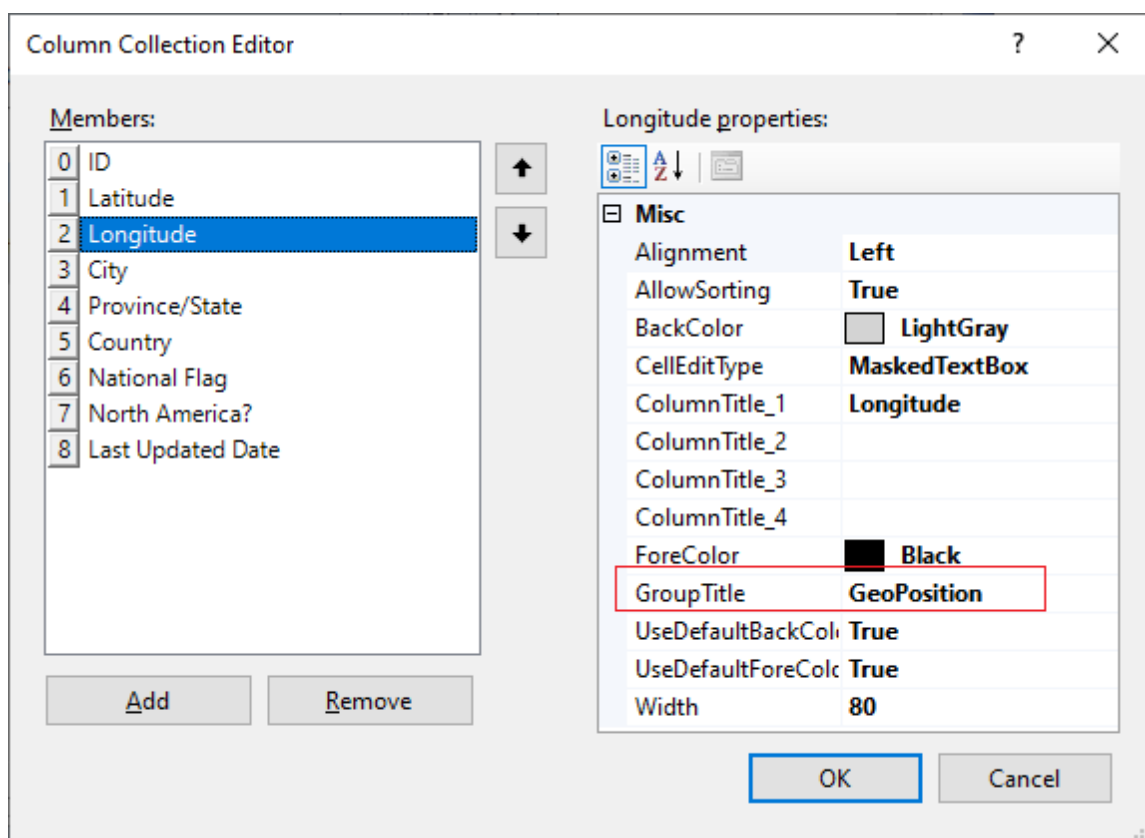 Column Collection Editor
?
Members:
0 ID
1 Latitude
2 Longitude
3 City
4 Province/State
5 Country
6 National Flag
7 North America?
8 Last Updated Date
Add
Remove
Longitude properties:
A
Z
Misc
Alignment Left
AllowSorting True
BackColor LightGray
CellEditType MaskedTextBox
ColumnTitle_1 Longitude
ColumnTitle_2
ColumnTitle_3
ColumnTitle_4
ForeColor Black
GroupTitle GeoPosition
UseDefaultBackColo True
UseDefaultForeColo True
Width 80
OK
Cancel